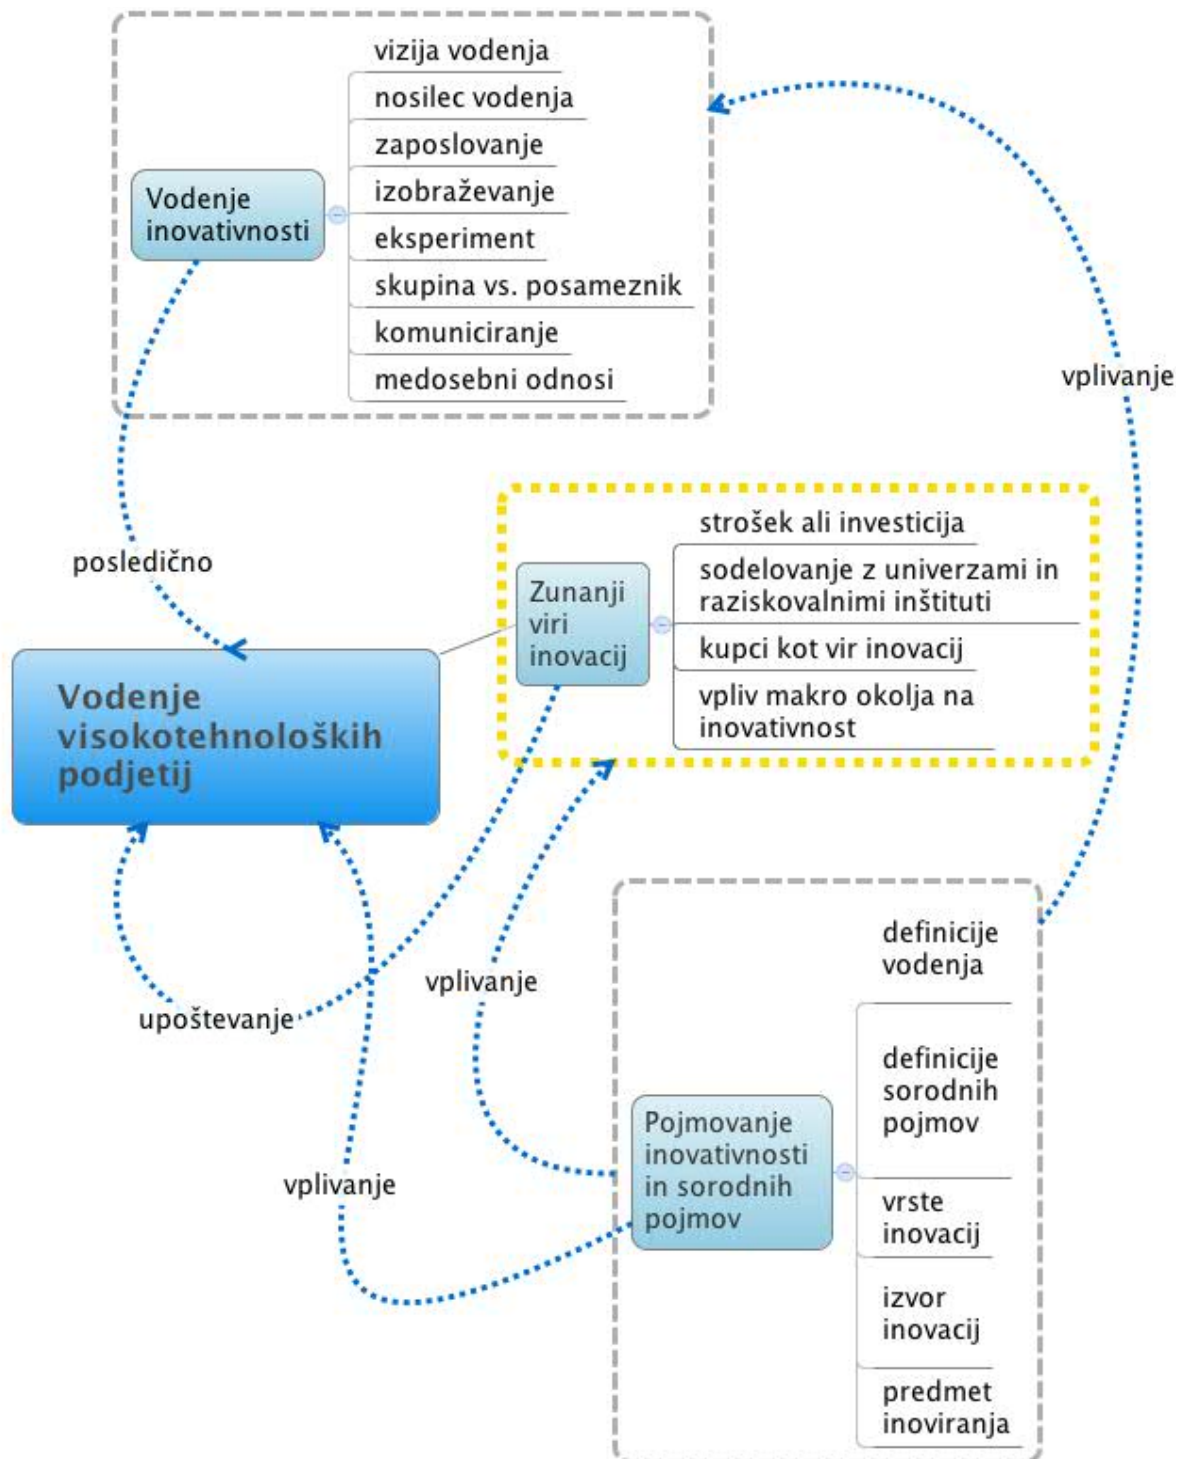 vizija vodenja
nosilec vodenja
zaposlovanje
izobraževanje
eksperiment
skupina vs. posameznik
komuniciranje
medosebni odnosi
Vodenje
inovativnosti
vplivanje
posledično
strošek ali investicija
sodelovanje z univerzami in
raziskovalnimi inštituti
kupci kot vir inovacij
vpliv makro okolja na
inovativnost
Zunanji
viri
inovacij
Vodenje
visokotehnoloških
podjetij
vplivanje
upoštevanje
vplivanje
definicije
vodenja
definicije
sorodnih
pojmov
vrste
inovacij
izvor
inovacij
predmet
inoviranja
Pojmovanje
inovativnosti
in sorodnih
pojmov